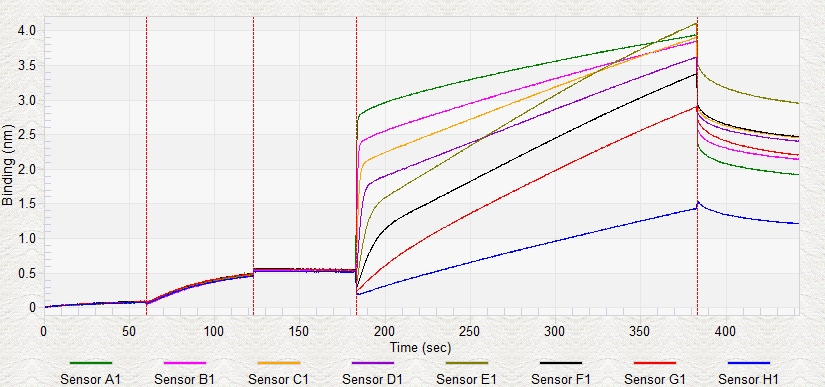 4.0
3.5
3.0
2.5
2.0
1.5
1.0
0.5
0
Binding (nm)
0 50 100 150 200 250 300 350 400
Time (sec)
Sensor A1 Sensor B1 Sensor C1 Sensor D1 Sensor E1 Sensor F1 Sensor G1 Sensor H1